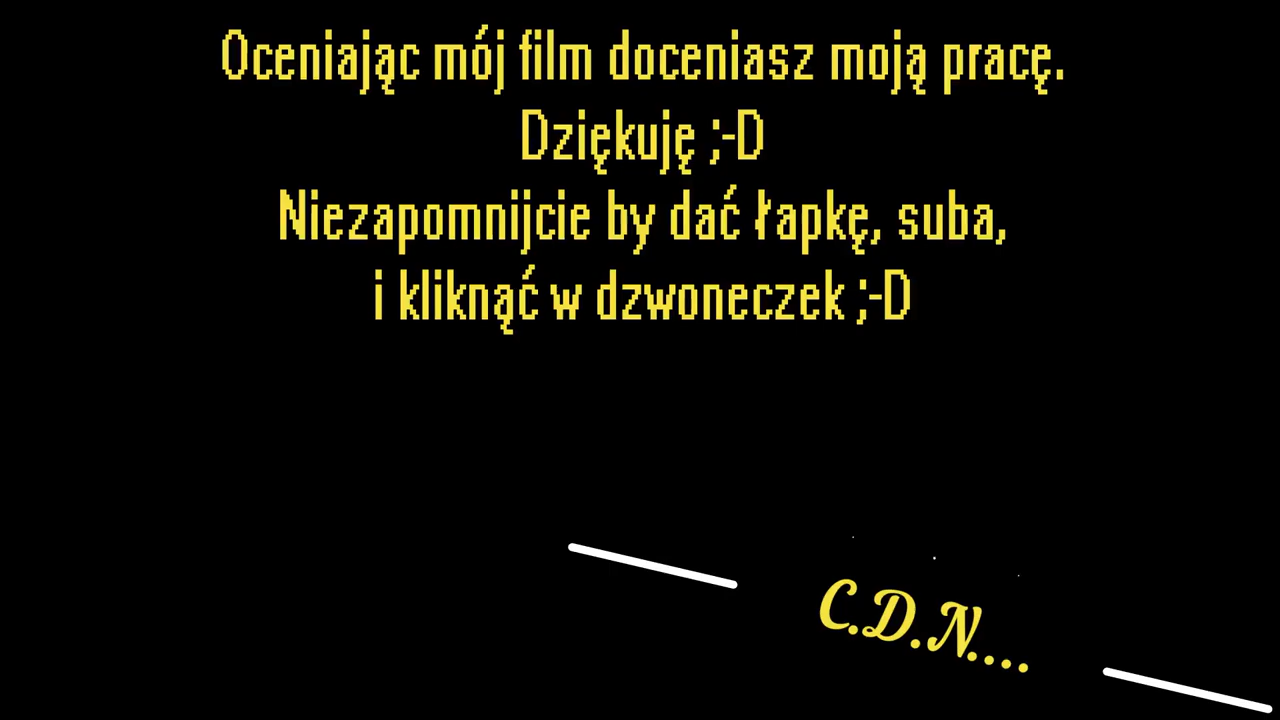 Oceniając mój film doceniasz moją pracę.
Dziękuję ;-D
Niezapomnijcie by dać łapkę, suba,
i kliknąć w dzwoneczek ;-D
C.D.N....